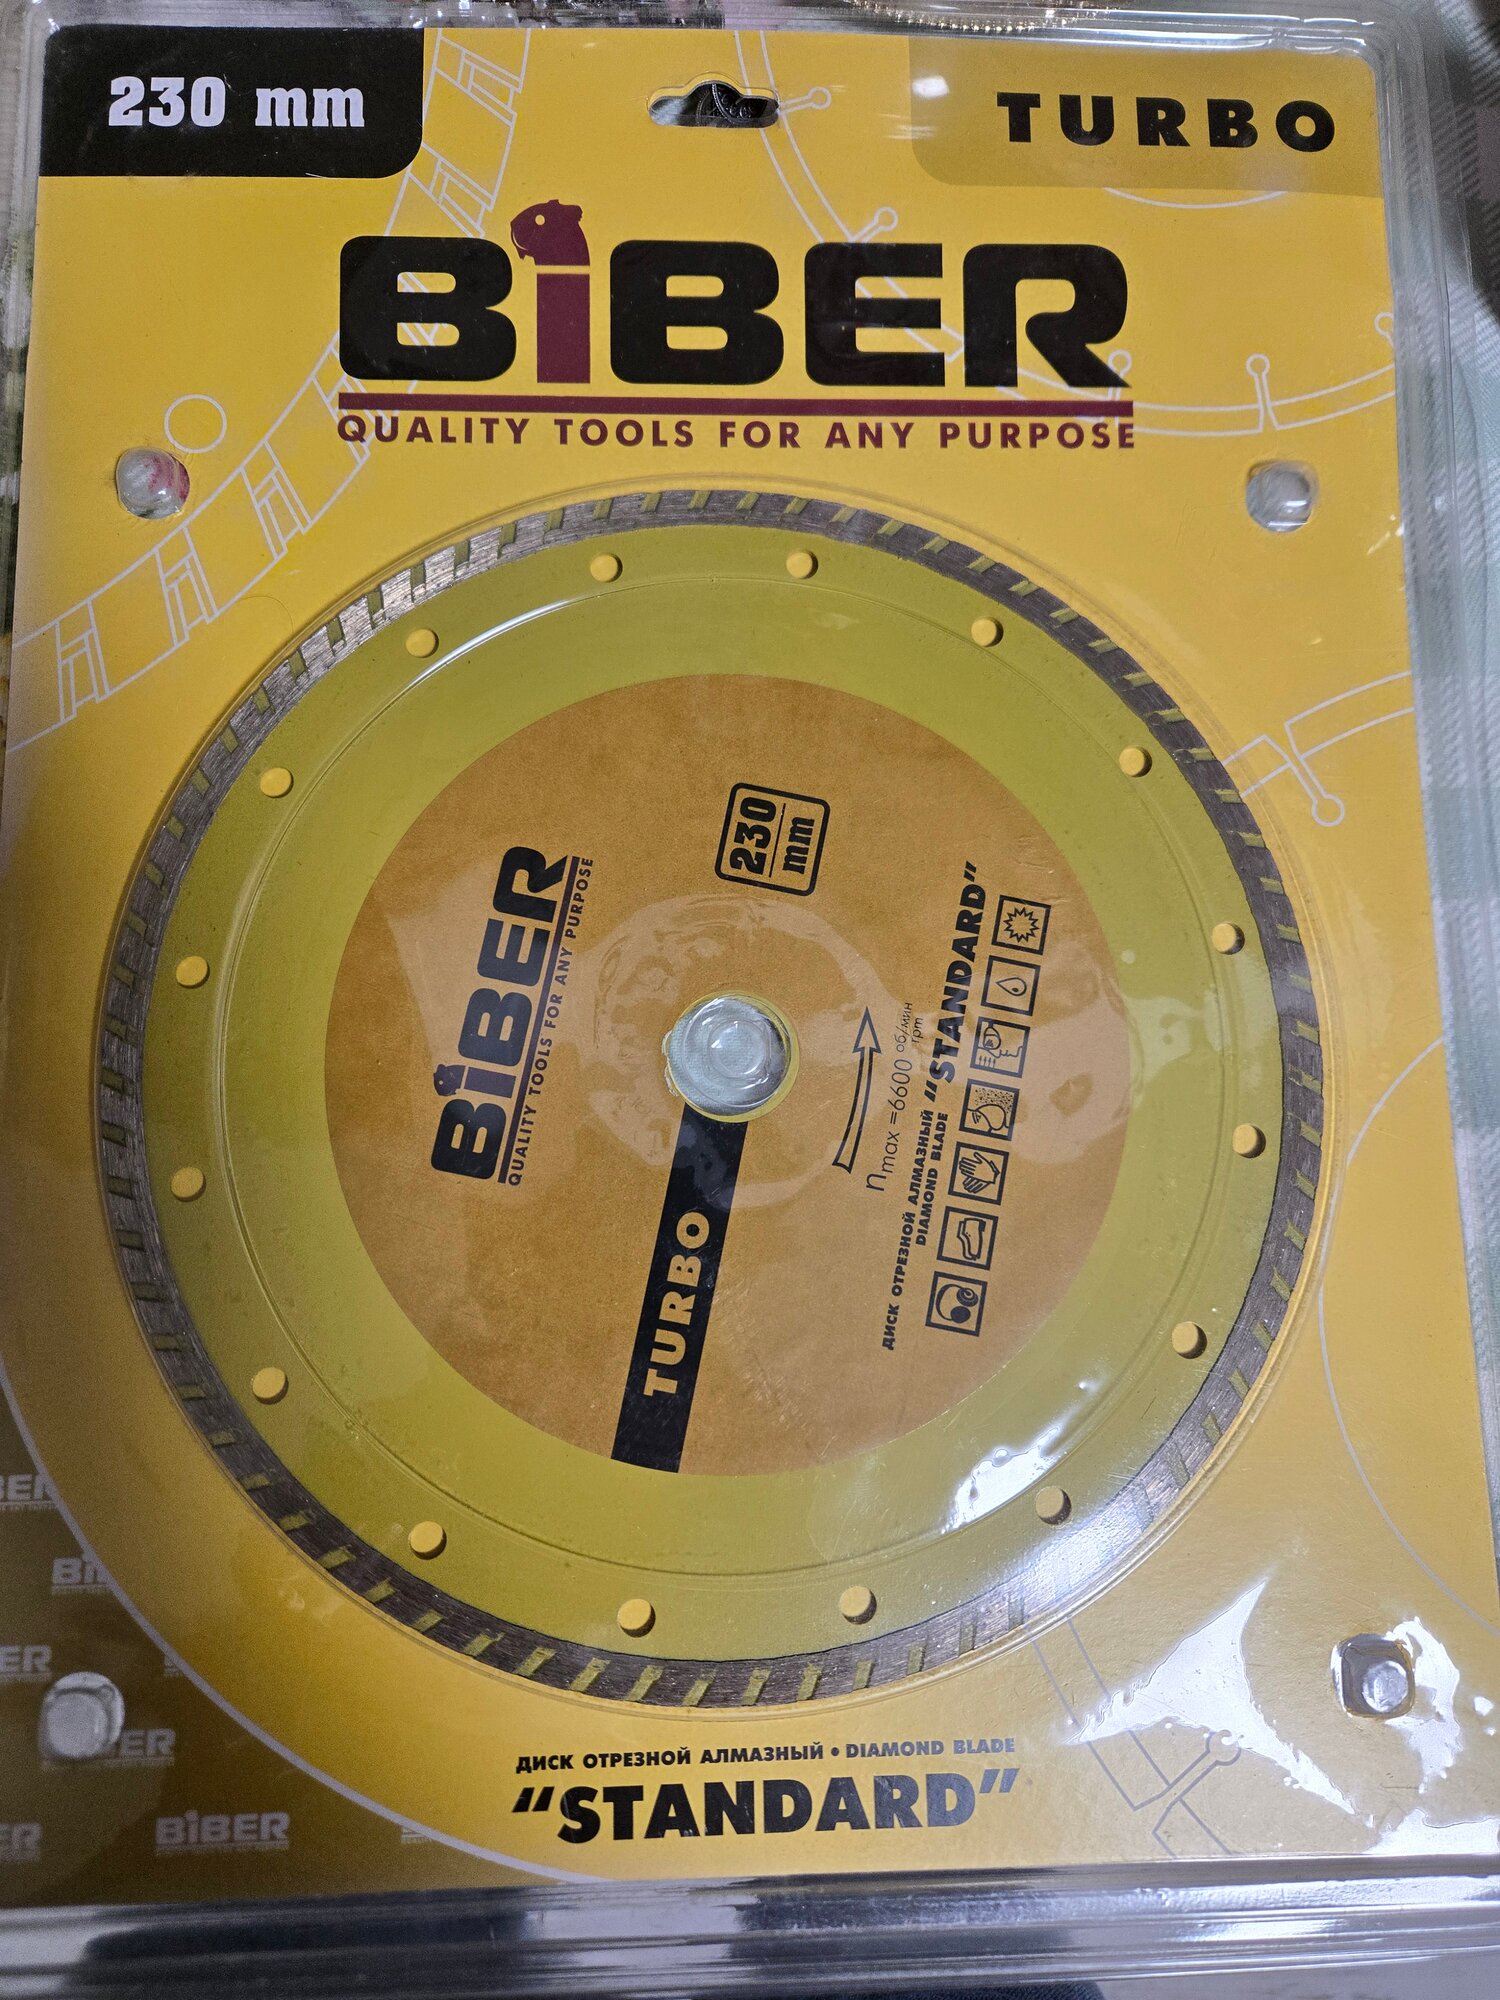 230 mm
TURBO
BiBER
QUALITY TOOLS FOR ANY PURPOSE
230
mm
BiBER
QUALITY TOOLS FOR ANY PURPOSE
TURBO
nmax =6600 об/мин
rpm
ДИСК ОТРЕЗНОЙ АЛМАЗНЫЙ
DIAMOND BLADE
"STANDARD"
ДИСК ОТРЕЗНОЙ АЛМАЗНЫЙ • DIAMOND BLADE
"STANDARD"
BiBER